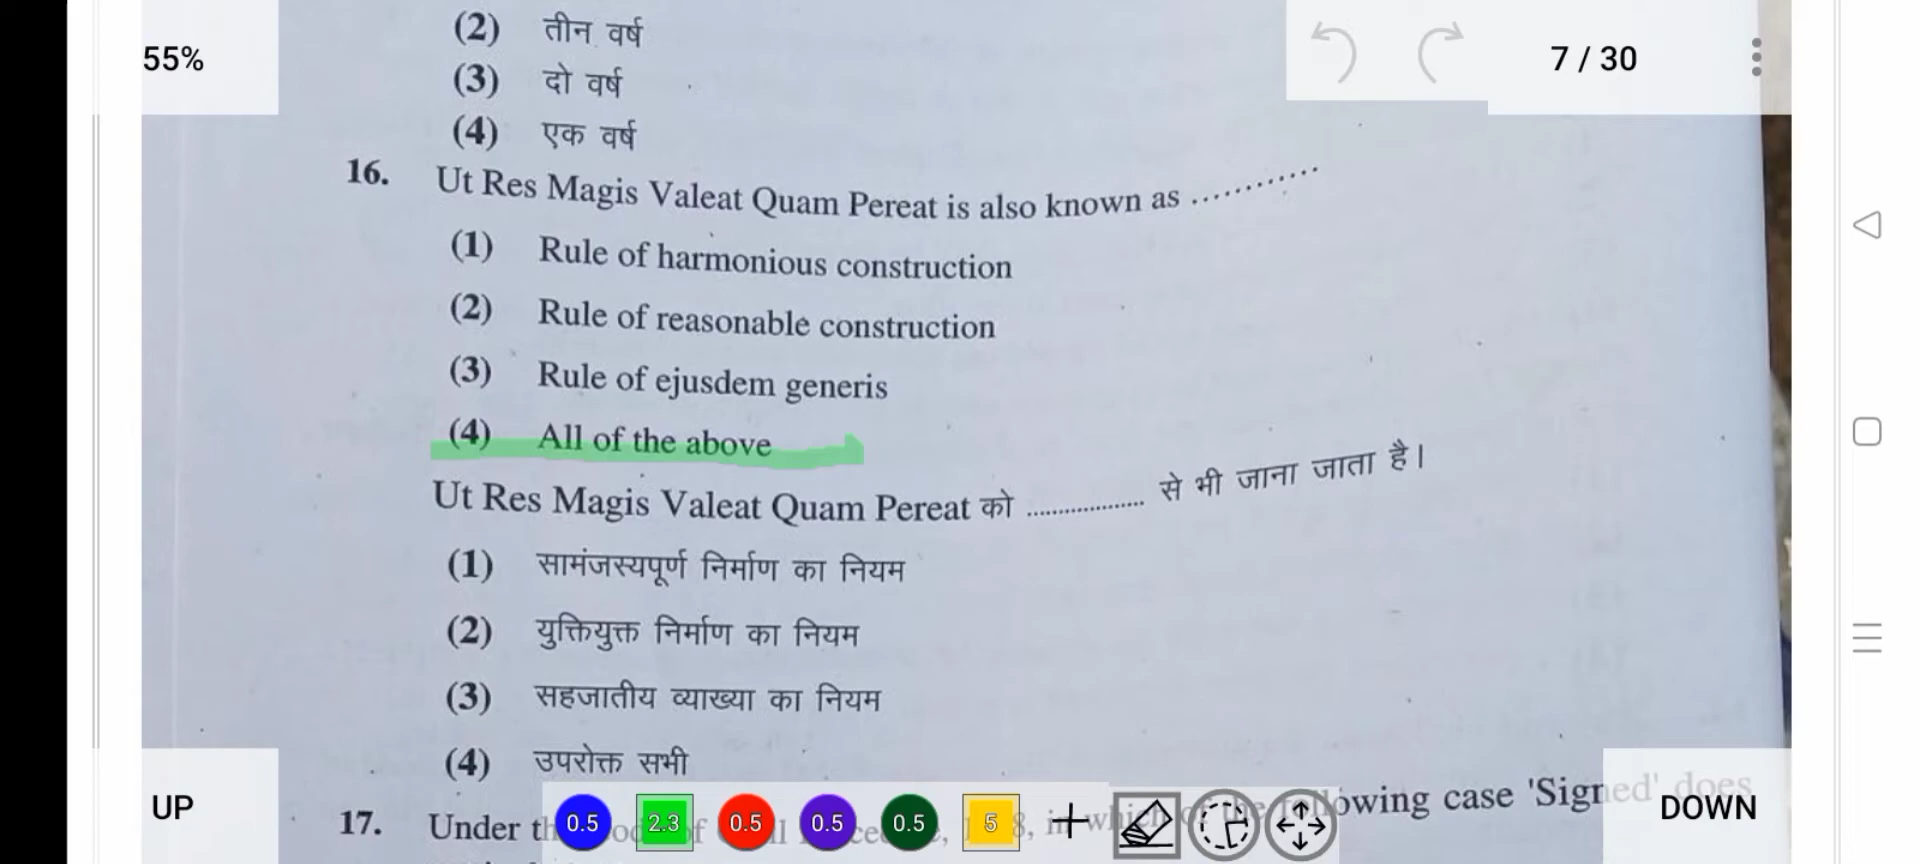 55%
7 / 30
(2) तीन वर्ष
(3) दो वर्ष
(4) एक वर्ष
16. Ut Res Magis Valeat Quam Pereat is also known as ............
(1) Rule of harmonious construction
(2) Rule of reasonable construction
(3) Rule of ejusdem generis
(4) All of the above
Ut Res Magis Valeat Quam Pereat को .................. से भी जाना जाता है।
(1) सामंजस्यपूर्ण निर्माण का नियम
(2) युक्तियुक्त निर्माण का नियम
(3) सहजातीय व्याख्या का नियम
(4) उपरोक्त सभी
17. Under case 'Signed' does
UP 0.5 2.3 0.5 0.5 0.5 5 DOWN